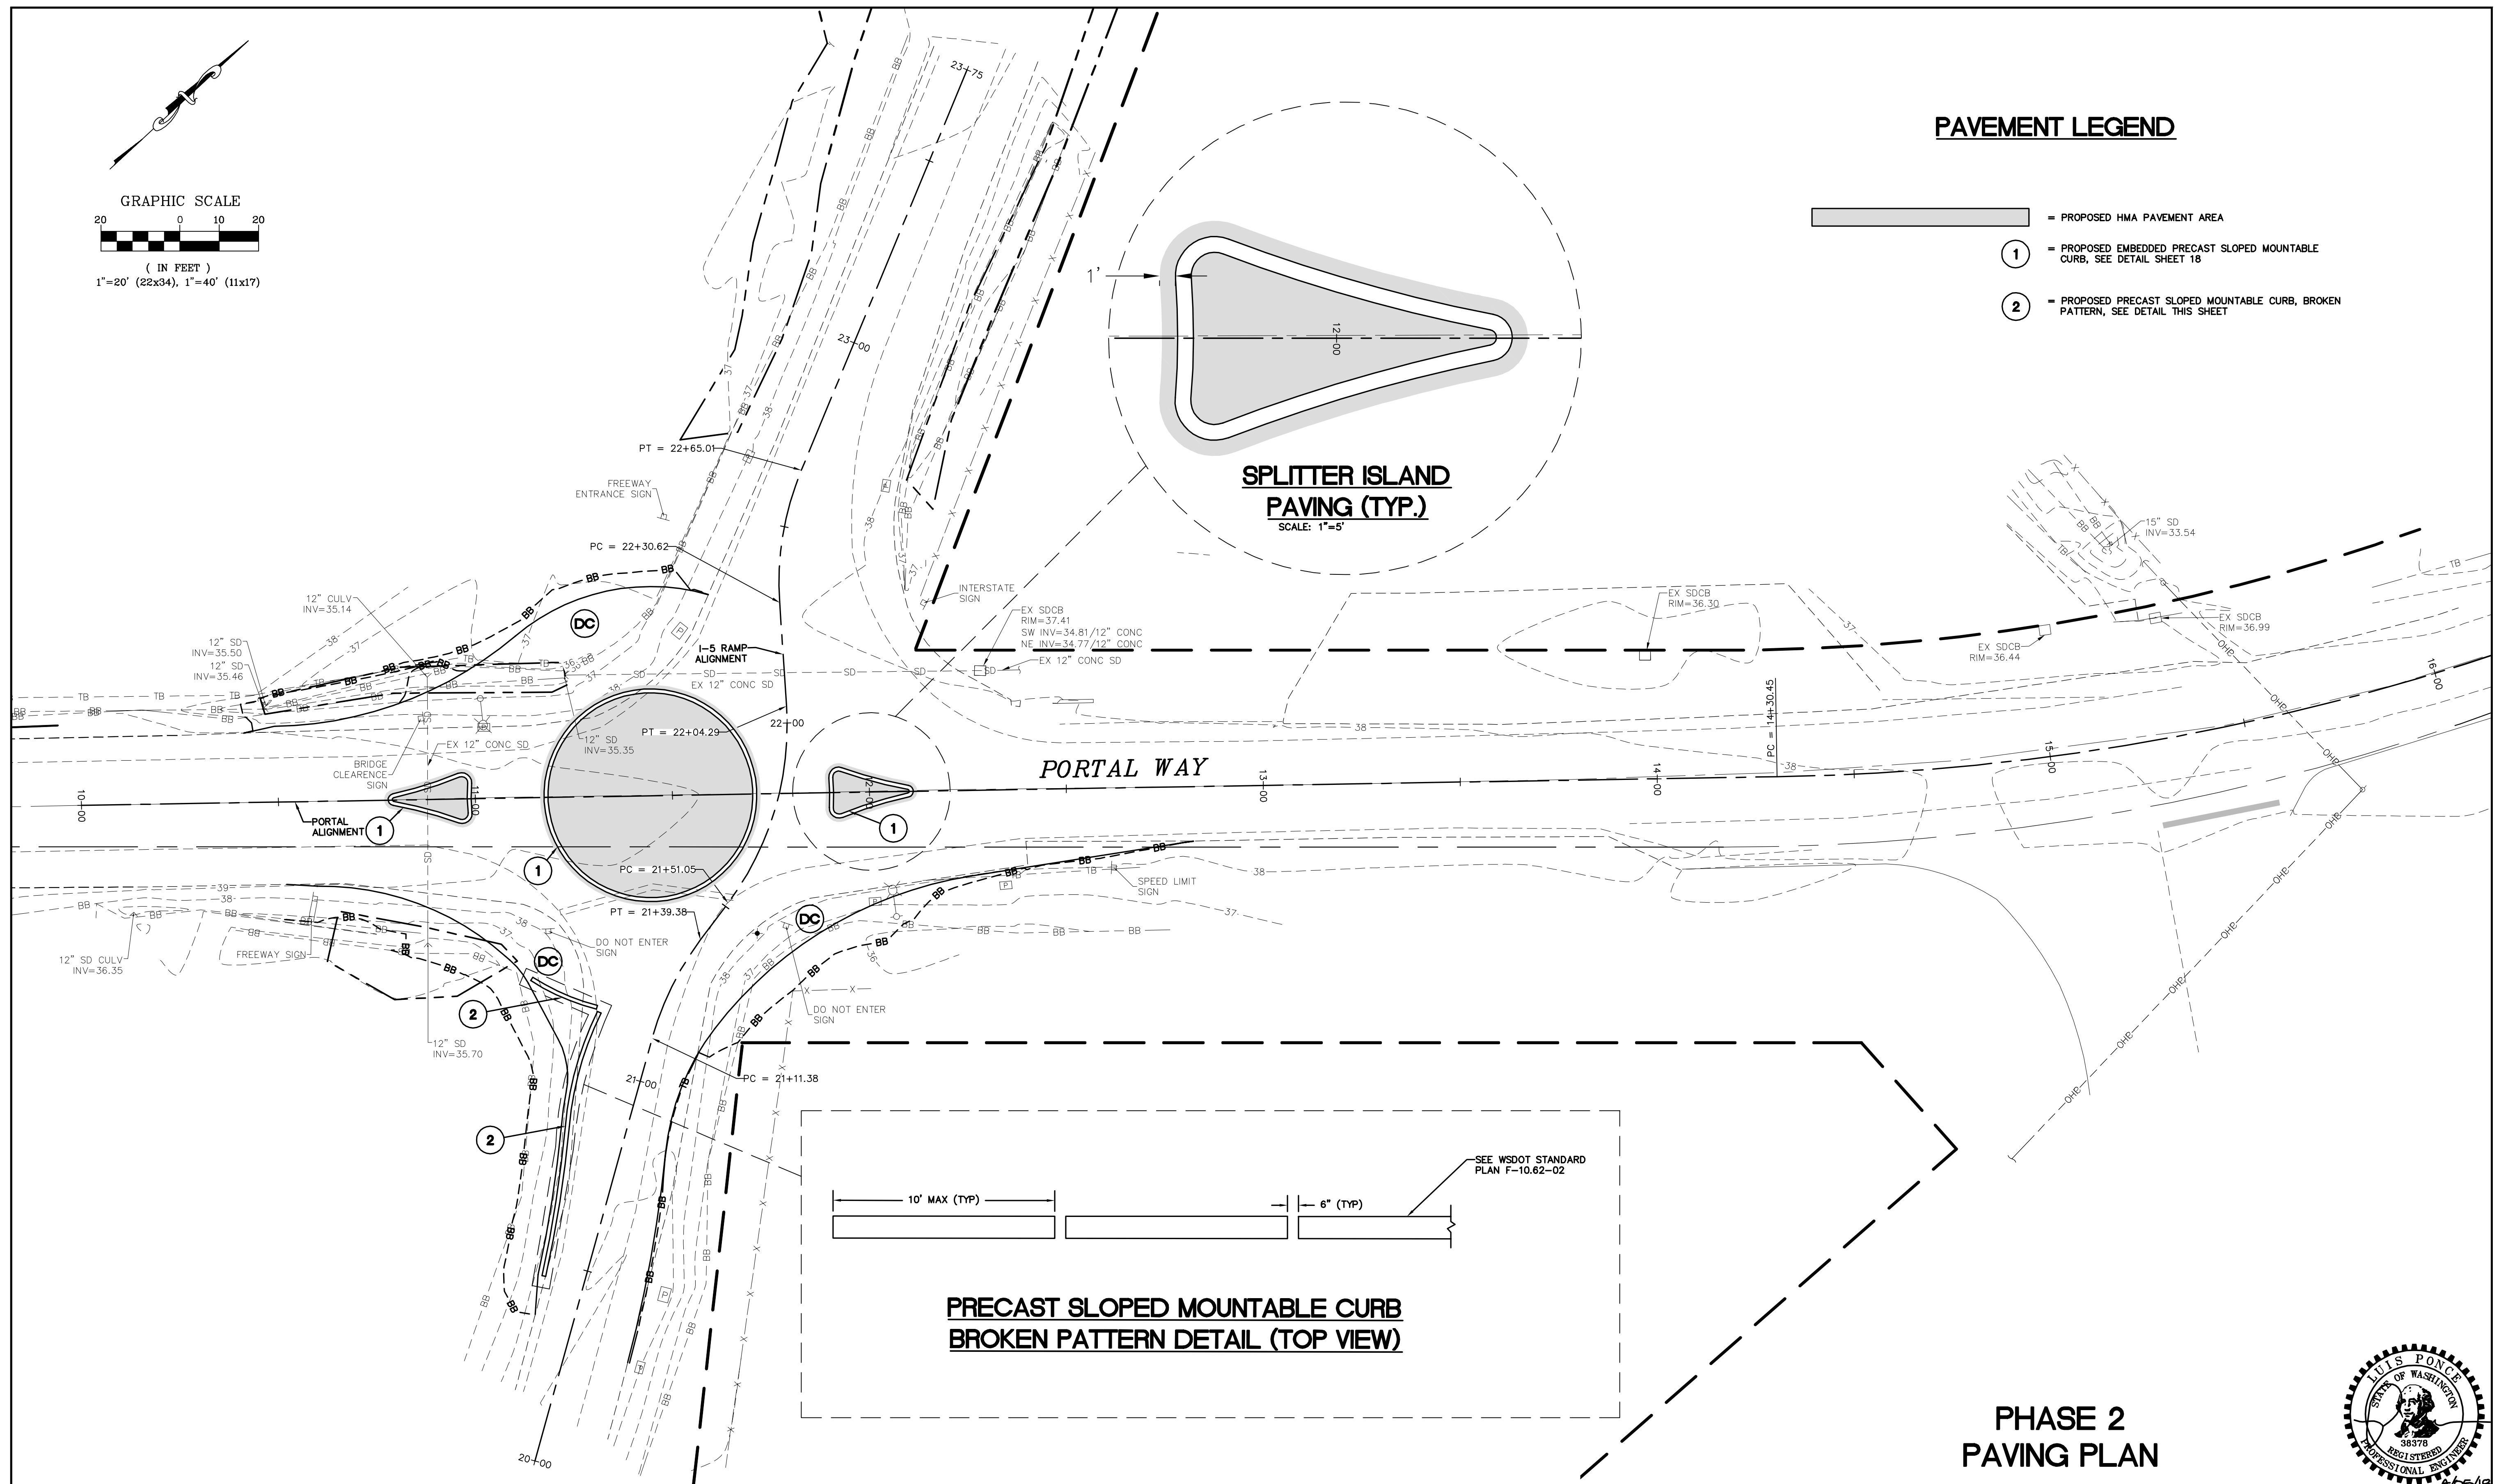 GRAPHIC SCALE
20 0 10 20
( IN FEET )
1"=20' (22x34), 1"=40' (11x17)
PAVEMENT LEGEND
= PROPOSED HMA PAVEMENT AREA
1
= PROPOSED EMBEDDED PRECAST SLOPED MOUNTABLE
CURB, SEE DETAIL SHEET 18
2
= PROPOSED PRECAST SLOPED MOUNTABLE CURB, BROKEN
PATTERN, SEE DETAIL THIS SHEET
1'
12+00
SPLITTER ISLAND
PAVING (TYP.)
SCALE: 1"=5'
23+75
23+00
PT = 22+65.01
FREEWAY
ENTRANCE SIGN
PC = 22+30.62
12" CULV
INV=35.14
12" SD
INV=35.50
12" SD
INV=35.46
DC
I-5 RAMP
ALIGNMENT
INTERSTATE
SIGN
EX SDCB
RIM=37.41
SW INV=34.81/12" CONC
NE INV=34.77/12" CONC
EX 12" CONC SD
EX 12" CONC SD
EX SDCB
RIM=36.30
15" SD
INV=33.54
EX SDCB
RIM=36.99
EX SDCB
RIM=36.44
PC = 14+30.45
16+00
15+00
14+00
13+00
12+00
11+00
10+00
PORTAL WAY
PT = 22+04.29
22+00
12" SD
INV=35.35
EX 12" CONC SD
BRIDGE
CLEARENCE
SIGN
PORTAL
ALIGNMENT
1
1
1
PC = 21+51.05
PT = 21+39.38
SPEED LIMIT
SIGN
DC
DO NOT ENTER
SIGN
FREEWAY SIGN
12" SD CULV
INV=36.35
DC
2
DO NOT ENTER
SIGN
12" SD
INV=35.70
21+00
PC = 21+11.38
2
20+00
10' MAX (TYP)
6" (TYP)
SEE WSDOT STANDARD
PLAN F-10.62-02
PRECAST SLOPED MOUNTABLE CURB
BROKEN PATTERN DETAIL (TOP VIEW)
PHASE 2
PAVING PLAN
LUIS PONCE
STATE OF WASHINGTON
38378
REGISTERED
PROFESSIONAL ENGINEER